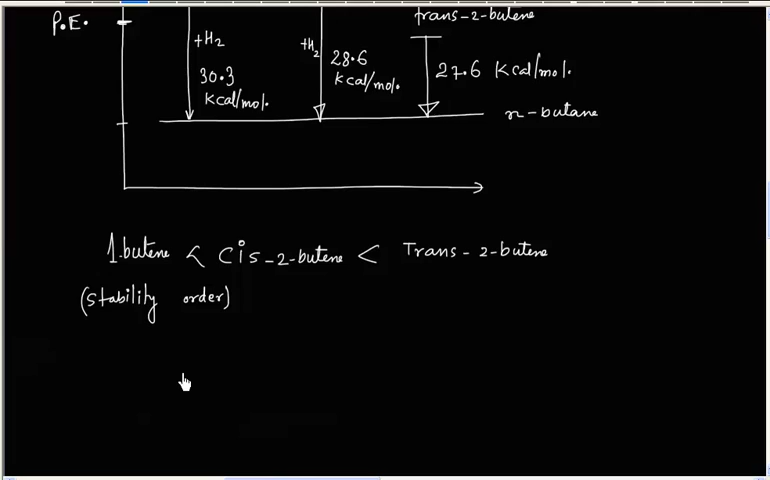 P.E.
trans-2-butene
+H2
+H2
30.3
Kcal/mol.
28.6
Kcal/mol.
27.6 Kcal/mol.
n-butane
1.butene < Cis-2-butene < Trans-2-butene
(Stability order)